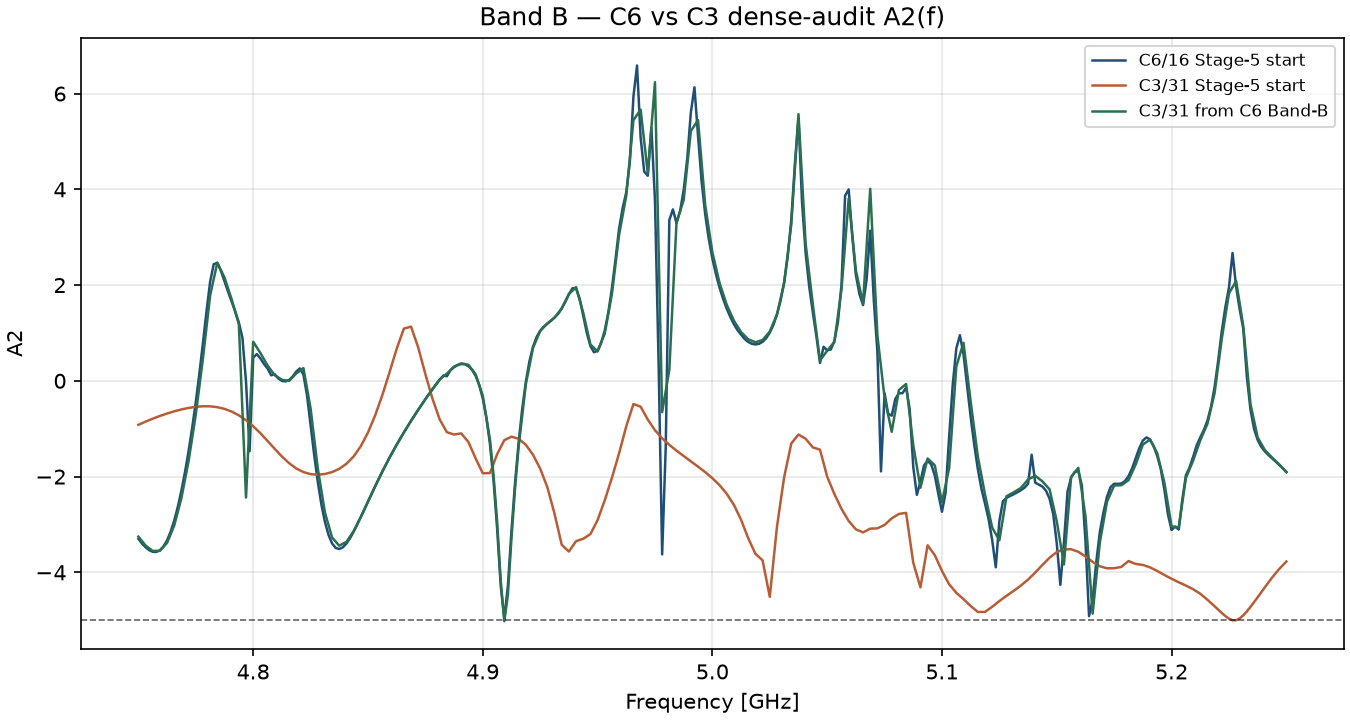 Band B — C6 vs C3 dense-audit A2(f)
C6/16 Stage-5 start
C3/31 Stage-5 start
C3/31 from C6 Band-B
A2
6
4
2
0
−2
−4
4.8
4.9
5.0
5.1
5.2
Frequency [GHz]